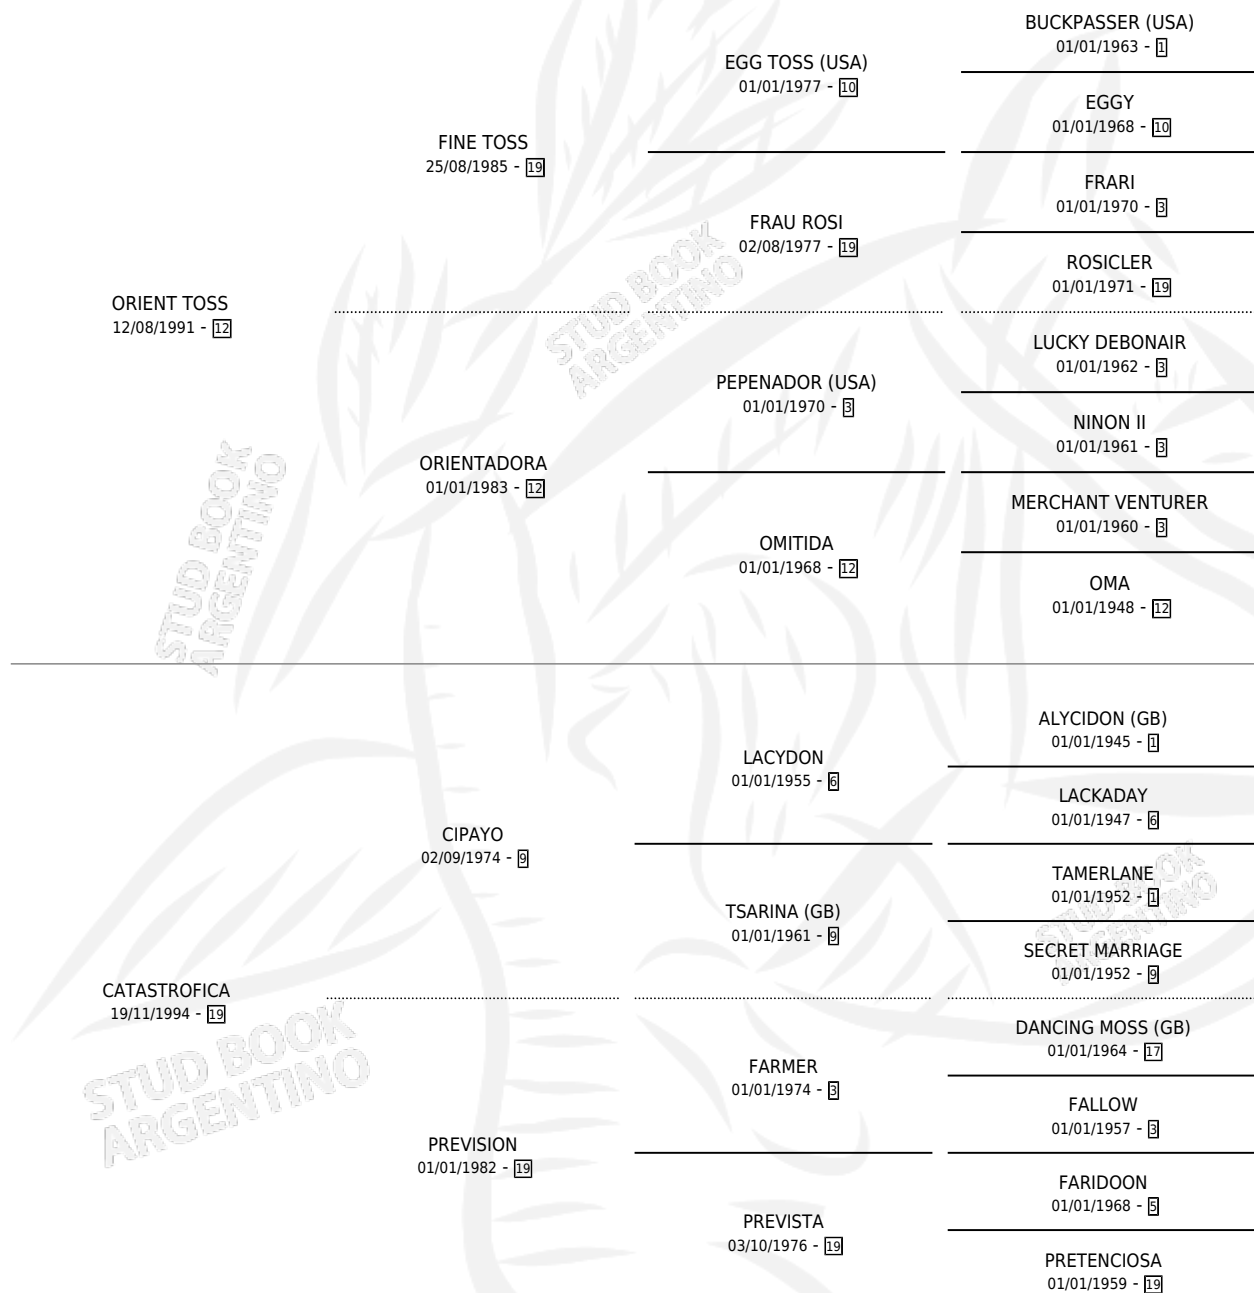 BUCKPASSER (USA)
01/01/1963 - 1
EGG TOSS (USA)
01/01/1977 - 10
EGGY
01/01/1968 - 10
FINE TOSS
25/08/1985 - 19
FRARI
01/01/1970 - 3
FRAU ROSI
02/08/1977 - 19
ROSICLER
01/01/1971 - 19
ORIENT TOSS
12/08/1991 - 12
LUCKY DEBONAIR
01/01/1962 - 3
PEPENADOR (USA)
01/01/1970 - 3
NINON II
01/01/1961 - 3
ORIENTADORA
01/01/1983 - 12
MERCHANT VENTURER
01/01/1960 - 3
OMITIDA
01/01/1968 - 12
OMA
01/01/1948 - 12
ALYCIDON (GB)
01/01/1945 - 1
LACYDON
01/01/1955 - 6
LACKADAY
01/01/1947 - 6
CIPAYO
02/09/1974 - 9
TAMERLANE
01/01/1952 - 1
TSARINA (GB)
01/01/1961 - 9
SECRET MARRIAGE
01/01/1952 - 9
CATASTROFICA
19/11/1994 - 19
DANCING MOSS (GB)
01/01/1964 - 17
FARMER
01/01/1974 - 3
FALLOW
01/01/1957 - 3
PREVISION
01/01/1982 - 19
FARIDOON
01/01/1968 - 5
PREVISTA
03/10/1976 - 19
PRETENCIOSA
01/01/1959 - 19
STUD BOOK
ARGENTINO
STUD BOOK
ARGENTINO
STUD BOOK
ARGENTINO
STUD BOOK
ARGENTINO